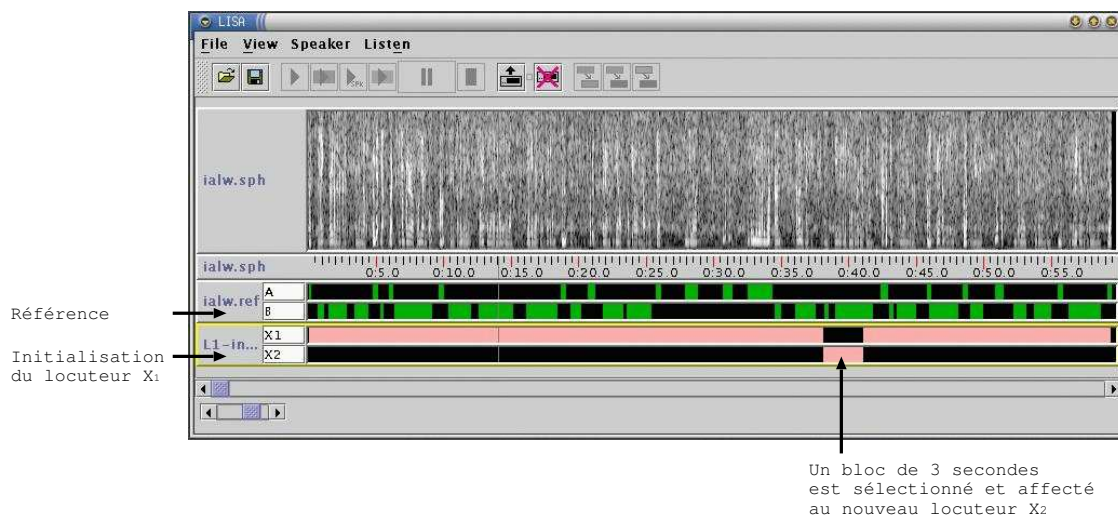 LISA
File View Speaker Listen
Spk
ialw.sph
ialw.sph
0:5.0 0:10.0 0:15.0 0:20.0 0:25.0 0:30.0 0:35.0 0:40.0 0:45.0 0:50.0 0:55.0
ialw.ref
A
B
L1-in...
X1
X2
Référence
Initialisation
du locuteur X1
Un bloc de 3 secondes
est sélectionné et affecté
au nouveau locuteur X2